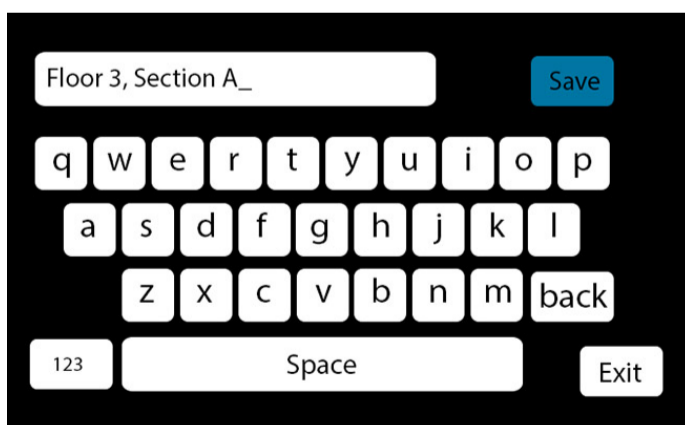 Floor 3, Section A_ Save
q w e r t y u i o p
a s d f g h j k l
z x c v b n m back
123 Space Exit